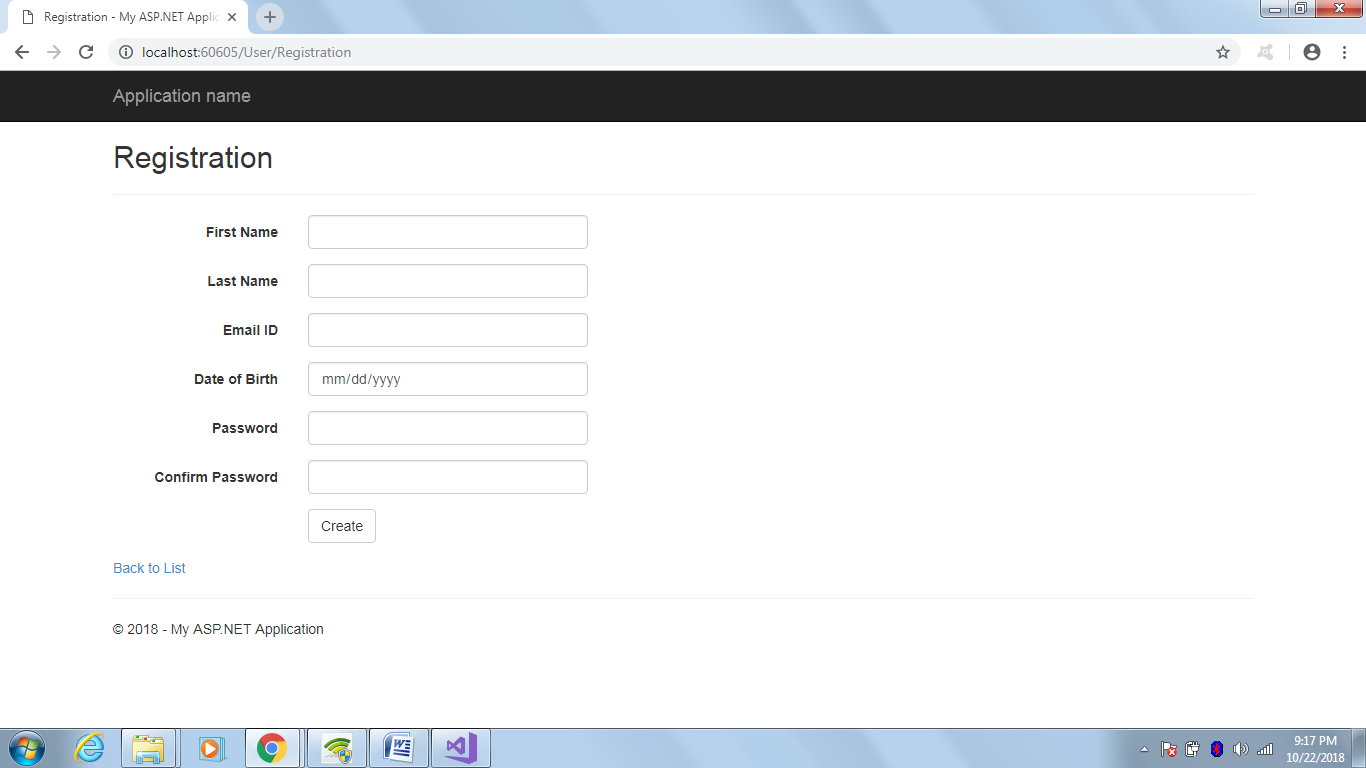 Registration - My ASP.NET Applic
localhost:60605/User/Registration
Application name
Registration
First Name
Last Name
Email ID
Date of Birth mm/dd/yyyy
Password
Confirm Password
Create
Back to List
© 2018 - My ASP.NET Application
9:17 PM
10/22/2018